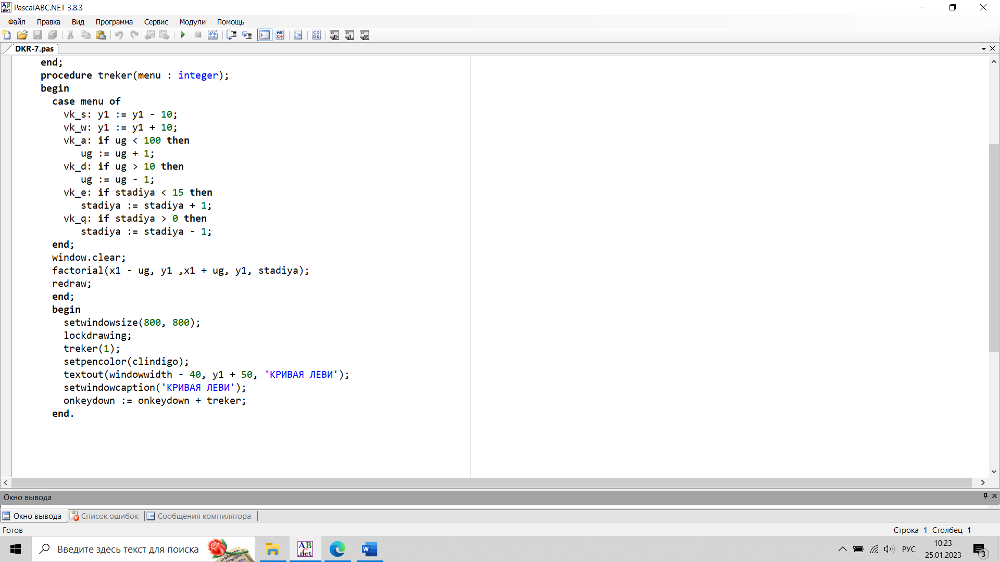 PascalABC.NET 3.8.3
Файл Правка Вид Программа Сервис Модули Помощь
DKR-7.pas
end;
procedure treker(menu : integer);
begin
case menu of
vk_s: y1 := y1 - 10;
vk_w: y1 := y1 + 10;
vk_a: if ug < 100 then
ug := ug + 1;
vk_d: if ug > 10 then
ug := ug - 1;
vk_e: if stadiya < 15 then
stadiya := stadiya + 1;
vk_q: if stadiya > 0 then
stadiya := stadiya - 1;
end;
window.clear;
factorial(x1 - ug, y1 ,x1 + ug, y1, stadiya);
redraw;
end;
begin
setwindowsize(800, 800);
lockdrawing;
treker(1);
setpencolor(clindigo);
textout(windowwidth - 40, y1 + 50, 'КРИВАЯ ЛЕВИ');
setwindowcaption('КРИВАЯ ЛЕВИ');
onkeydown := onkeydown + treker;
end.
Окно вывода
Окно вывода Список ошибок Сообщения компилятора
Готов Строка 1 Столбец 1
Введите здесь текст для поиска РУС 10:23
25.01.2023 3